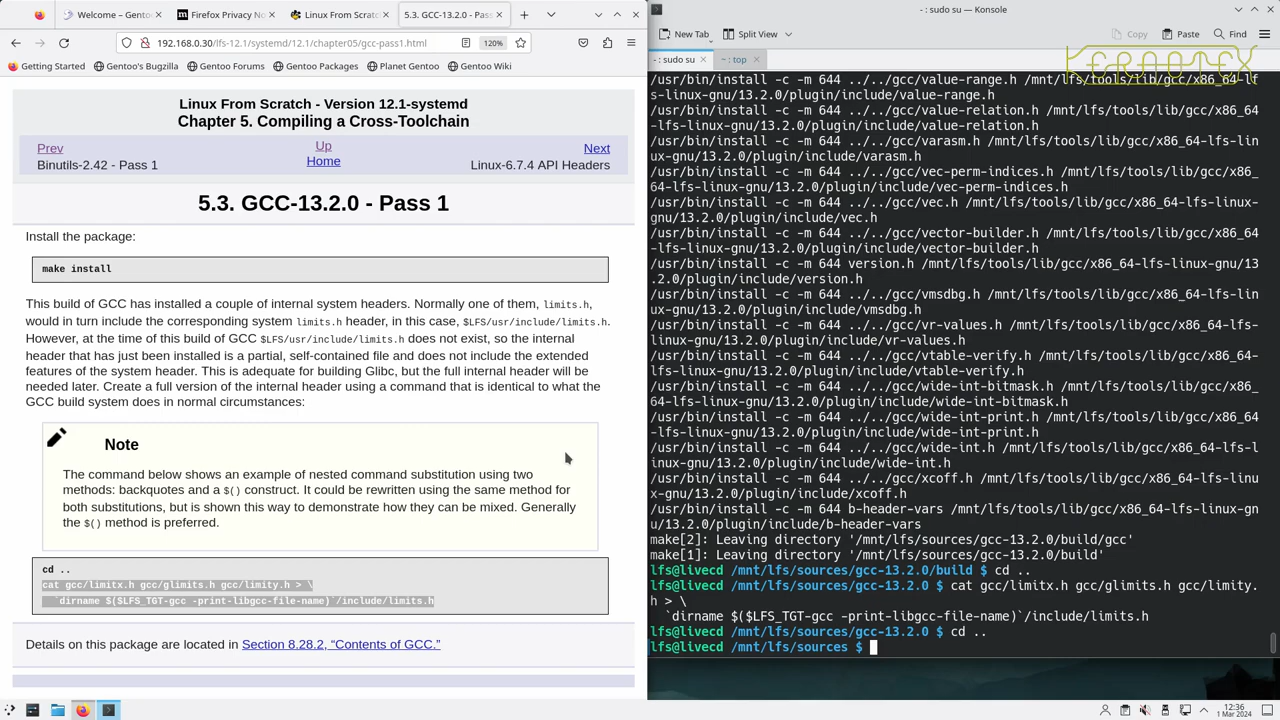 Welcome – Gento
Firefox Privacy No
Linux From Scratc
5.3. GCC-13.2.0 - Pass 1
192.168.0.30/lfs-12.1/systemd/12.1/chapter05/gcc-pass1.html
120%
Getting Started
Gentoo's Bugzilla
Gentoo Forums
Gentoo Packages
Planet Gentoo
Gentoo Wiki
Linux From Scratch - Version 12.1-systemd
Chapter 5. Compiling a Cross-Toolchain
Prev
Up
Next
Binutils-2.42 - Pass 1
Home
Linux-6.7.4 API Headers
5.3. GCC-13.2.0 - Pass 1
Install the package:
make install
This build of GCC has installed a couple of internal system headers. Normally one of them, limits.h,
would in turn include the corresponding system limits.h header, in this case, $LFS/usr/include/limits.h.
However, at the time of this build of GCC $LFS/usr/include/limits.h does not exist, so the internal
header that has just been installed is a partial, self-contained file and does not include the extended
features of the system header. This is adequate for building Glibc, but the full internal header will be
needed later. Create a full version of the internal header using a command that is identical to what the
GCC build system does in normal circumstances:
Note
The command below shows an example of nested command substitution using two
methods: backquotes and a $() construct. It could be rewritten using the same method for
both substitutions, but is shown this way to demonstrate how they can be mixed. Generally
the $() method is preferred.
cd ..
cat gcc/limitx.h gcc/glimits.h gcc/limity.h > \
`dirname $($LFS_TGT-gcc -print-libgcc-file-name)`/include/limits.h
Details on this package are located in Section 8.28.2, “Contents of GCC.”
- : sudo su — Konsole
New Tab
Split View
Copy
Paste
Find
- : sudo su
~ : top
KERNOTEX
/usr/bin/install -c -m 644 ../../gcc/value-range.h /mnt/lfs/tools/lib/gcc/x86_64-lf
s-linux-gnu/13.2.0/plugin/include/value-range.h
/usr/bin/install -c -m 644 ../../gcc/value-relation.h /mnt/lfs/tools/lib/gcc/x86_64
-lfs-linux-gnu/13.2.0/plugin/include/value-relation.h
/usr/bin/install -c -m 644 ../../gcc/varasm.h /mnt/lfs/tools/lib/gcc/x86_64-lfs-lin
ux-gnu/13.2.0/plugin/include/varasm.h
/usr/bin/install -c -m 644 ../../gcc/vec-perm-indices.h /mnt/lfs/tools/lib/gcc/x86_
64-lfs-linux-gnu/13.2.0/plugin/include/vec-perm-indices.h
/usr/bin/install -c -m 644 ../../gcc/vec.h /mnt/lfs/tools/lib/gcc/x86_64-lfs-linux-
gnu/13.2.0/plugin/include/vec.h
/usr/bin/install -c -m 644 ../../gcc/vector-builder.h /mnt/lfs/tools/lib/gcc/x86_64
-lfs-linux-gnu/13.2.0/plugin/include/vector-builder.h
/usr/bin/install -c -m 644 version.h /mnt/lfs/tools/lib/gcc/x86_64-lfs-linux-gnu/13
.2.0/plugin/include/version.h
/usr/bin/install -c -m 644 ../../gcc/vmsdbg.h /mnt/lfs/tools/lib/gcc/x86_64-lfs-lin
ux-gnu/13.2.0/plugin/include/vmsdbg.h
/usr/bin/install -c -m 644 ../../gcc/vr-values.h /mnt/lfs/tools/lib/gcc/x86_64-lfs-
linux-gnu/13.2.0/plugin/include/vr-values.h
/usr/bin/install -c -m 644 ../../gcc/vtable-verify.h /mnt/lfs/tools/lib/gcc/x86_64-
lfs-linux-gnu/13.2.0/plugin/include/vtable-verify.h
/usr/bin/install -c -m 644 ../../gcc/wide-int-bitmask.h /mnt/lfs/tools/lib/gcc/x86_
64-lfs-linux-gnu/13.2.0/plugin/include/wide-int-bitmask.h
/usr/bin/install -c -m 644 ../../gcc/wide-int-print.h /mnt/lfs/tools/lib/gcc/x86_64
-lfs-linux-gnu/13.2.0/plugin/include/wide-int-print.h
/usr/bin/install -c -m 644 ../../gcc/wide-int.h /mnt/lfs/tools/lib/gcc/x86_64-lfs-l
inux-gnu/13.2.0/plugin/include/wide-int.h
/usr/bin/install -c -m 644 ../../gcc/xcoff.h /mnt/lfs/tools/lib/gcc/x86_64-lfs-linu
x-gnu/13.2.0/plugin/include/xcoff.h
/usr/bin/install -c -m 644 b-header-vars /mnt/lfs/tools/lib/gcc/x86_64-lfs-linux-gn
u/13.2.0/plugin/include/b-header-vars
make[2]: Leaving directory '/mnt/lfs/sources/gcc-13.2.0/build/gcc'
make[1]: Leaving directory '/mnt/lfs/sources/gcc-13.2.0/build'
lfs@livecd /mnt/lfs/sources/gcc-13.2.0/build $ cd ..
lfs@livecd /mnt/lfs/sources/gcc-13.2.0 $ cat gcc/limitx.h gcc/glimits.h gcc/limity.
h > \
`dirname $($LFS_TGT-gcc -print-libgcc-file-name)`/include/limits.h
lfs@livecd /mnt/lfs/sources/gcc-13.2.0 $ cd ..
lfs@livecd /mnt/lfs/sources $
12:36
1 Mar 2024